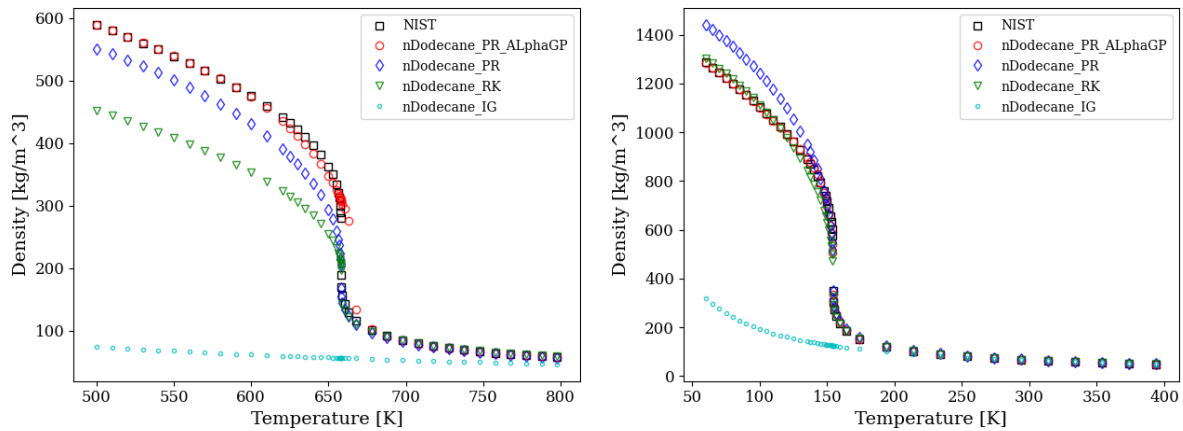 600
500
400
300
200
100
Density [kg/m^3]
500
550
600
650
700
750
800
Temperature [K]
NIST
nDodecane_PR_ALphaGP
nDodecane_PR
nDodecane_RK
nDodecane_IG
1400
1200
1000
800
600
400
200
0
Density [kg/m^3]
50
100
150
200
250
300
350
400
Temperature [K]
NIST
nDodecane_PR_ALphaGP
nDodecane_PR
nDodecane_RK
nDodecane_IG